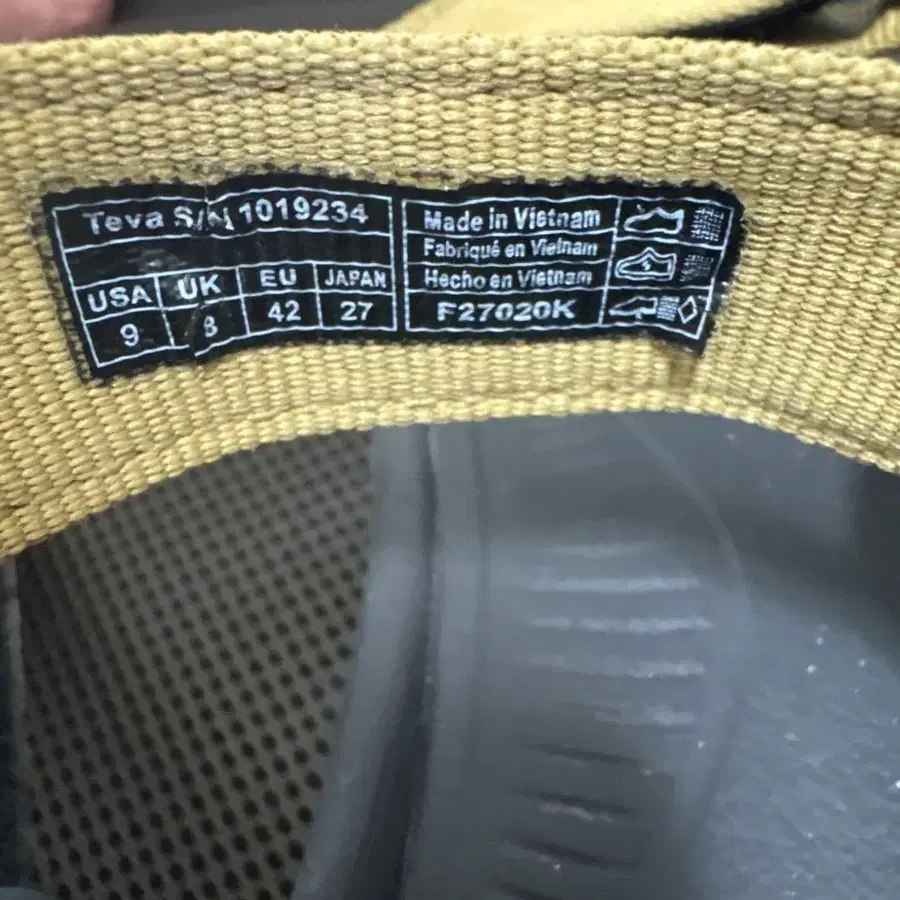 Teva S/N 1019234
USA UK EU JAPAN
9 8 42 27
Made in Vietnam
Fabriqué en Vietnam
Hecho en Vietnam
F27020K